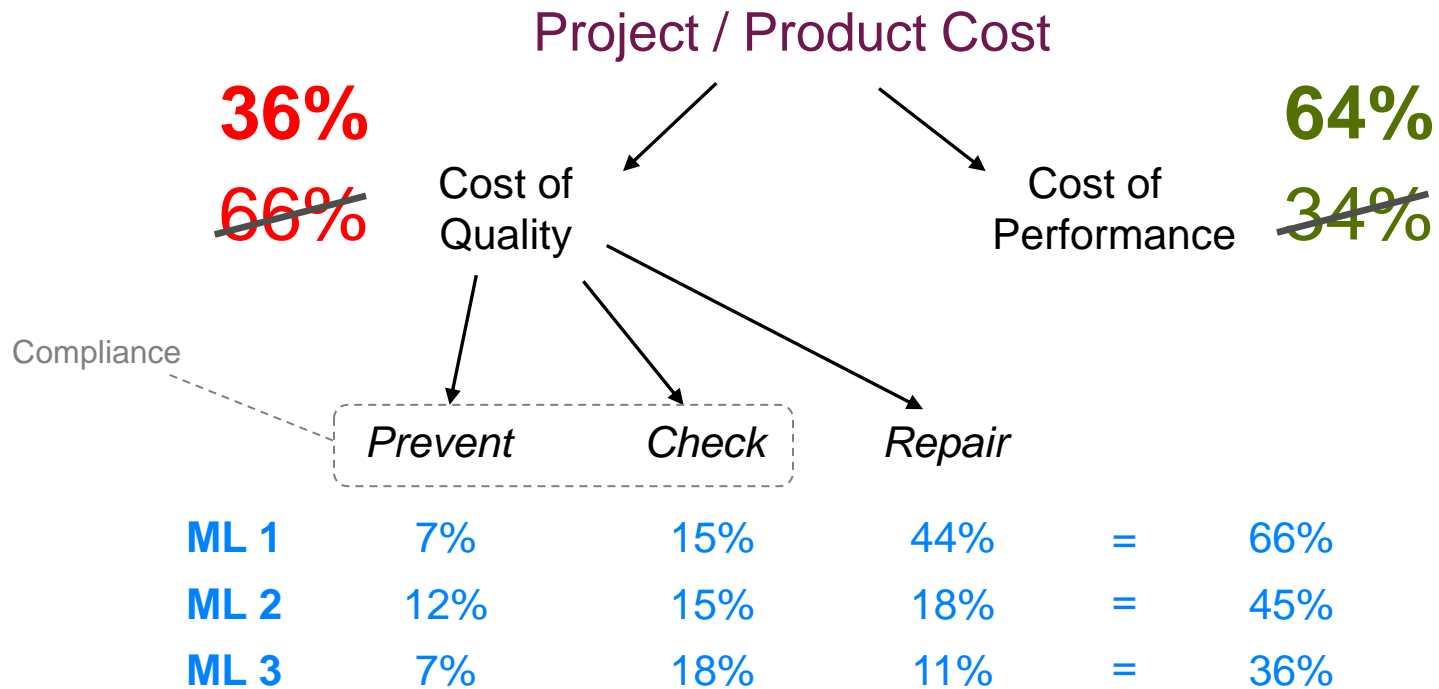 Project / Product Cost
36%
64%
66%
Cost of
Quality
Cost of
Performance
34%
Compliance
Prevent Check Repair
ML 1 7% 15% 44% = 66%
ML 2 12% 15% 18% = 45%
ML 3 7% 18% 11% = 36%